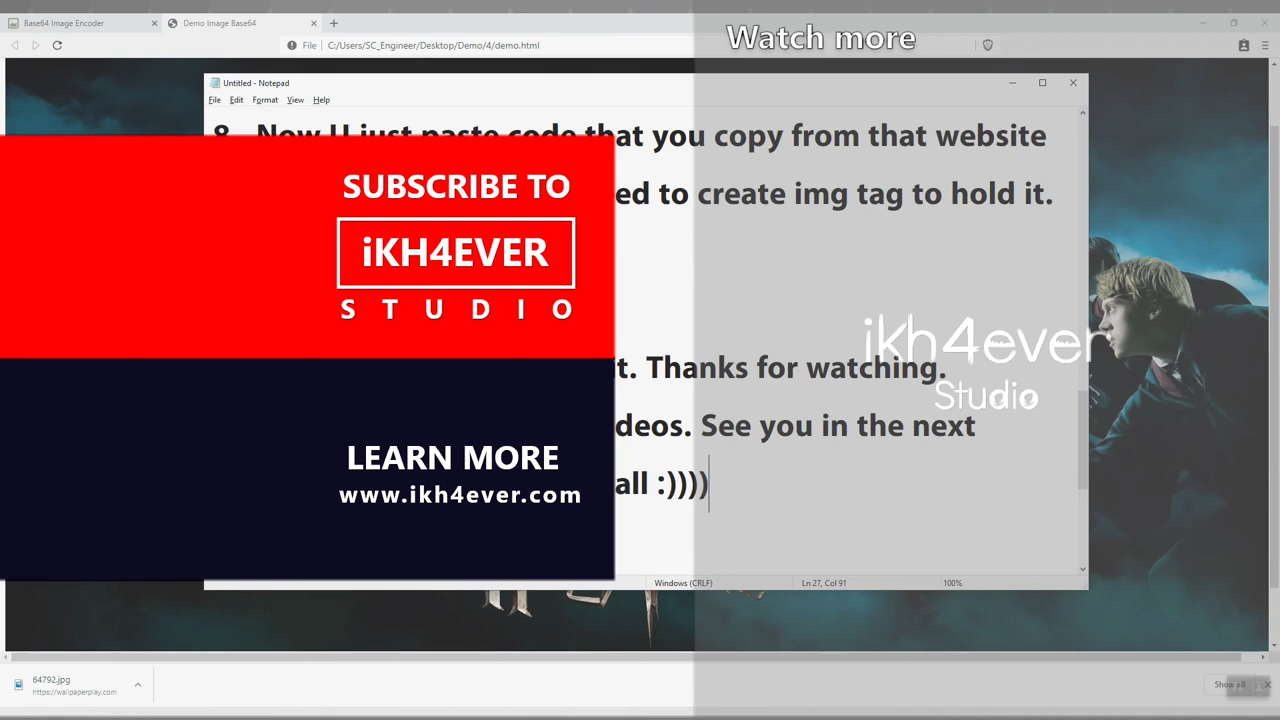 Base64 Image Encoder
Demo Image Base64
File C:/Users/SC_Engineer/Desktop/Demo/4/demo.html
Watch more
Untitled - Notepad
File Edit Format View Help
8. Now U just paste code that you copy from that website
ed to create img tag to hold it.
SUBSCRIBE TO
iKH4EVER
STUDIO
ikh4ever
Studio
it. Thanks for watching.
deos. See you in the next
all :))))
LEARN MORE
www.ikh4ever.com
Windows (CRLF) Ln 27, Col 91 100%
64792.jpg
https://wallpaperplay.com
Show all